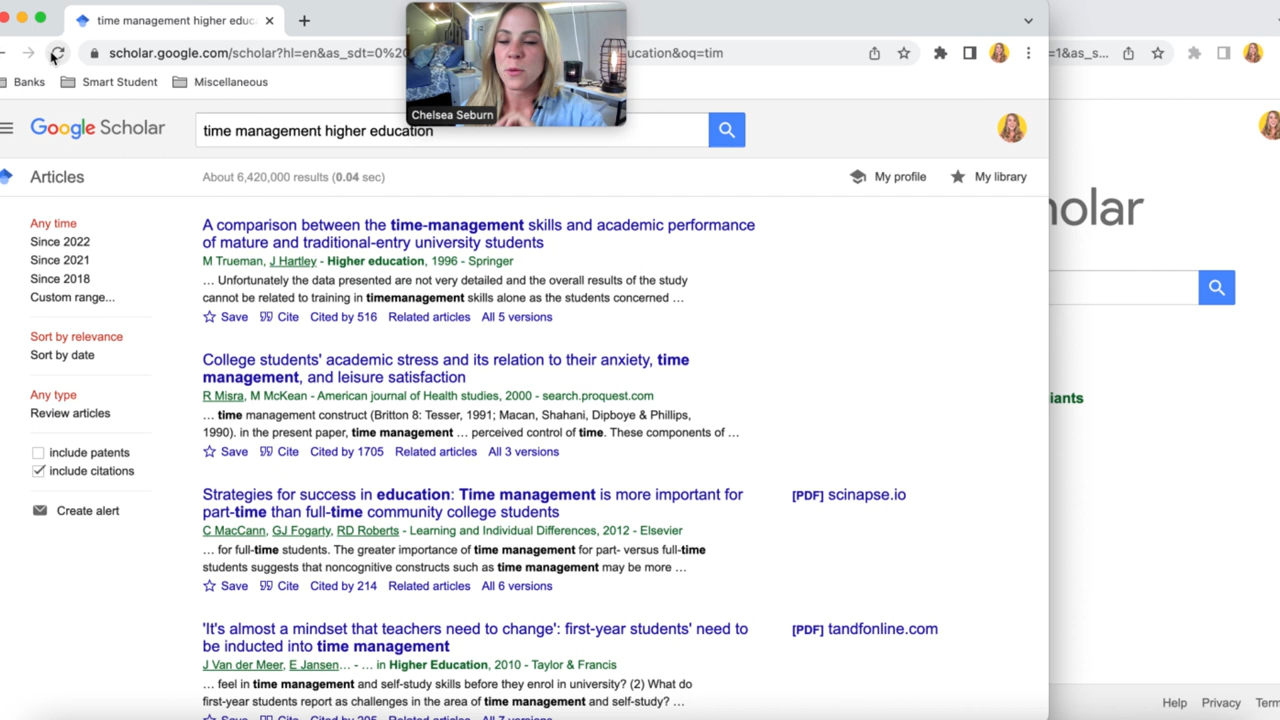 time management higher educ
scholar.google.com/scholar?hl=en&as_sdt=0%2
ucation&oq=tim
=1&as_s...
Banks
Smart Student
Miscellaneous
Chelsea Seburn
Google Scholar
time management higher education
Articles
About 6,420,000 results (0.04 sec)
My profile
My library
holar
Any time
Since 2022
Since 2021
Since 2018
Custom range...
Sort by relevance
Sort by date
Any type
Review articles
include patents
include citations
Create alert
A comparison between the time-management skills and academic performance
of mature and traditional-entry university students
M Trueman, J Hartley - Higher education, 1996 - Springer
... Unfortunately the data presented are not very detailed and the overall results of the study
cannot be related to training in timemanagement skills alone as the students concerned ...
Save Cite Cited by 516 Related articles All 5 versions
College students' academic stress and its relation to their anxiety, time
management, and leisure satisfaction
R Misra, M McKean - American journal of Health studies, 2000 - search.proquest.com
... time management construct (Britton 8: Tesser, 1991; Macan, Shahani, Dipboye & Phillips,
1990). in the present paper, time management ... perceived control of time. These components of ...
Save Cite Cited by 1705 Related articles All 3 versions
Strategies for success in education: Time management is more important for
part-time than full-time community college students
[PDF] scinapse.io
C MacCann, GJ Fogarty, RD Roberts - Learning and Individual Differences, 2012 - Elsevier
... for full-time students. The greater importance of time management for part- versus full-time
students suggests that noncognitive constructs such as time management may be more ...
Save Cite Cited by 214 Related articles All 6 versions
'It's almost a mindset that teachers need to change': first-year students' need to
be inducted into time management
[PDF] tandfonline.com
J Van der Meer, E Jansen... - ... in Higher Education, 2010 - Taylor & Francis
... feel in time management and self-study skills before they enrol in university? (2) What do
first-year students report as challenges in the area of time management and self-study? ...
Save Cite Cited by 295 Related articles All 7 versions
iants
Help Privacy Term